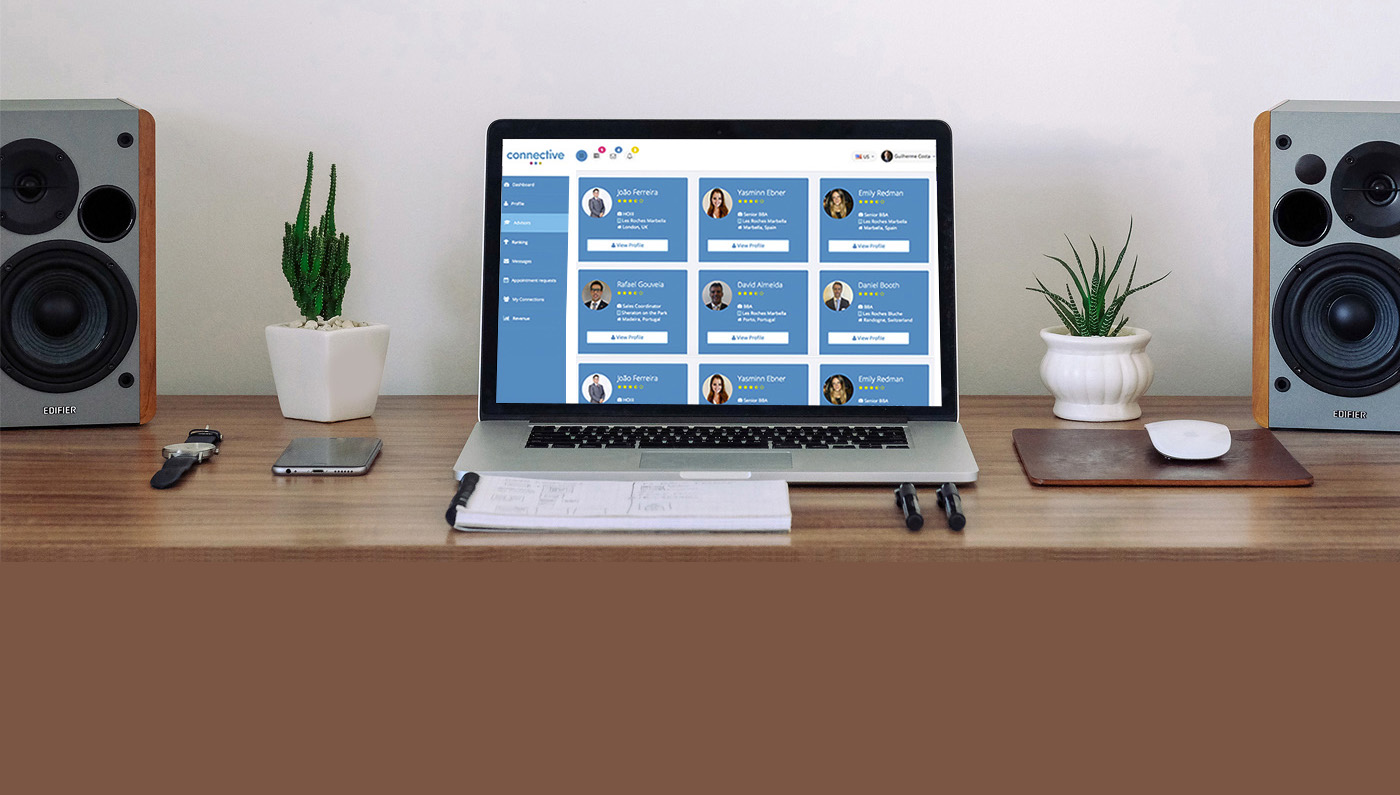 connective
US
Guilherme Costa
Dashboard
Profile
Advisors
Ranking
Messages
Appointment requests
My Connections
Revenue
João Ferreira
HOIII
Les Roches Marbella
London, UK
View Profile
Yasminn Ebner
Senior BBA
Les Roches Marbella
Marbella, Spain
View Profile
Emily Redman
Senior BBA
Les Roches Marbella
Marbella, Spain
View Profile
Rafael Gouveia
Sales Coordinator
Sheraton on the Park
Madeira, Portugal
View Profile
David Almeida
BBA
Les Roches Marbella
Porto, Portugal
View Profile
Daniel Booth
BBA
Les Roches Bluche
Randogne, Switzerland
View Profile
João Ferreira
HOIII
Yasminn Ebner
Senior BBA
Emily Redman
Senior BBA
EDIFIER
EDIFIER